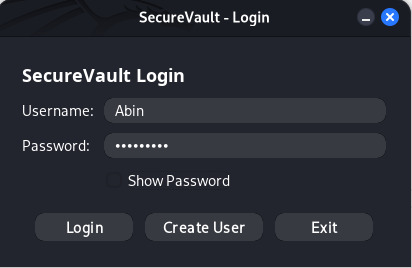 SecureVault - Login
SecureVault Login
Username: Abin
Password: •••••••••
Show Password
Login Create User Exit